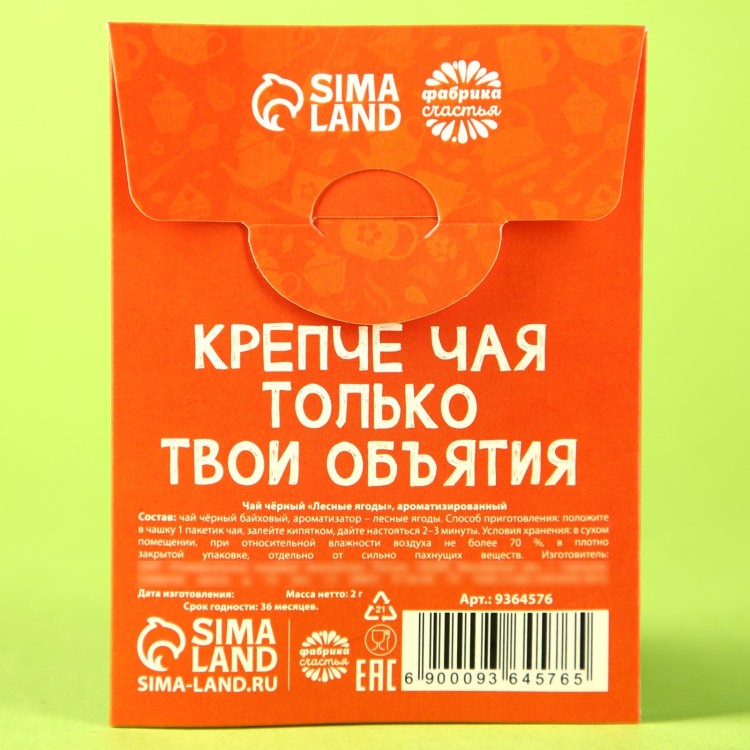 SIMA
LAND
фабрика
счастья
КРЕПЧЕ ЧАЯ
ТОЛЬКО
ТВОИ ОБЪЯТИЯ
Чай чёрный «Лесные ягоды», ароматизированный
Состав: чай чёрный байховый, ароматизатор – лесные ягоды. Способ приготовления: положите
в чашку 1 пакетик чая, залейте кипятком, дайте настояться 2–3 минуты. Условия хранения: в сухом
помещении, при относительной влажности воздуха не более 70 %, в плотно
закрытой упаковке, отдельно от сильно пахнущих веществ. Изготовитель:
Дата изготовления: Масса нетто: 2 г
Срок годности: 36 месяцев.
21
Арт.: 9364576
SIMA
LAND
SIMA-LAND.RU
фабрика
счастья
EAC
6 900093 645765